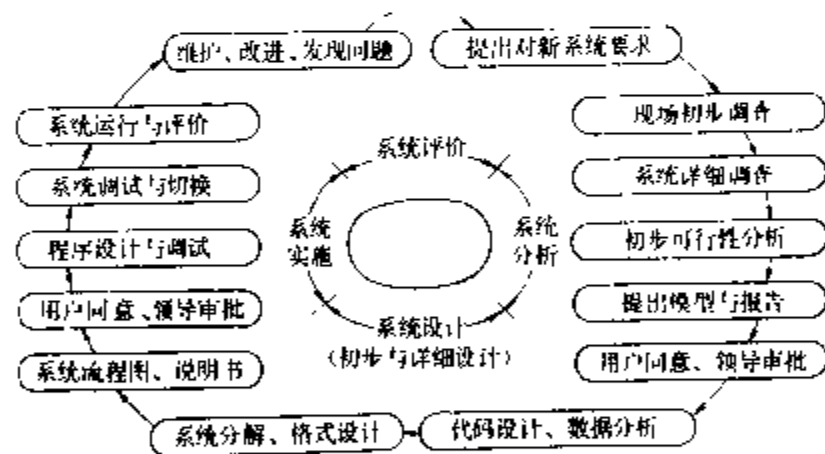 维护、改进、发现问题
提出对新系统要求
系统运行与评价
现场初步调查
系统评价
系统调试与切换
系统详细调查
系统
实施
系统
分析
程序设计与调试
初步可行性分析
用户同意、领导审批
提出模型与报告
系统设计
(初步与详细设计)
系统流程图、说明书
用户同意、领导审批
系统分解、格式设计
代码设计、数据分析